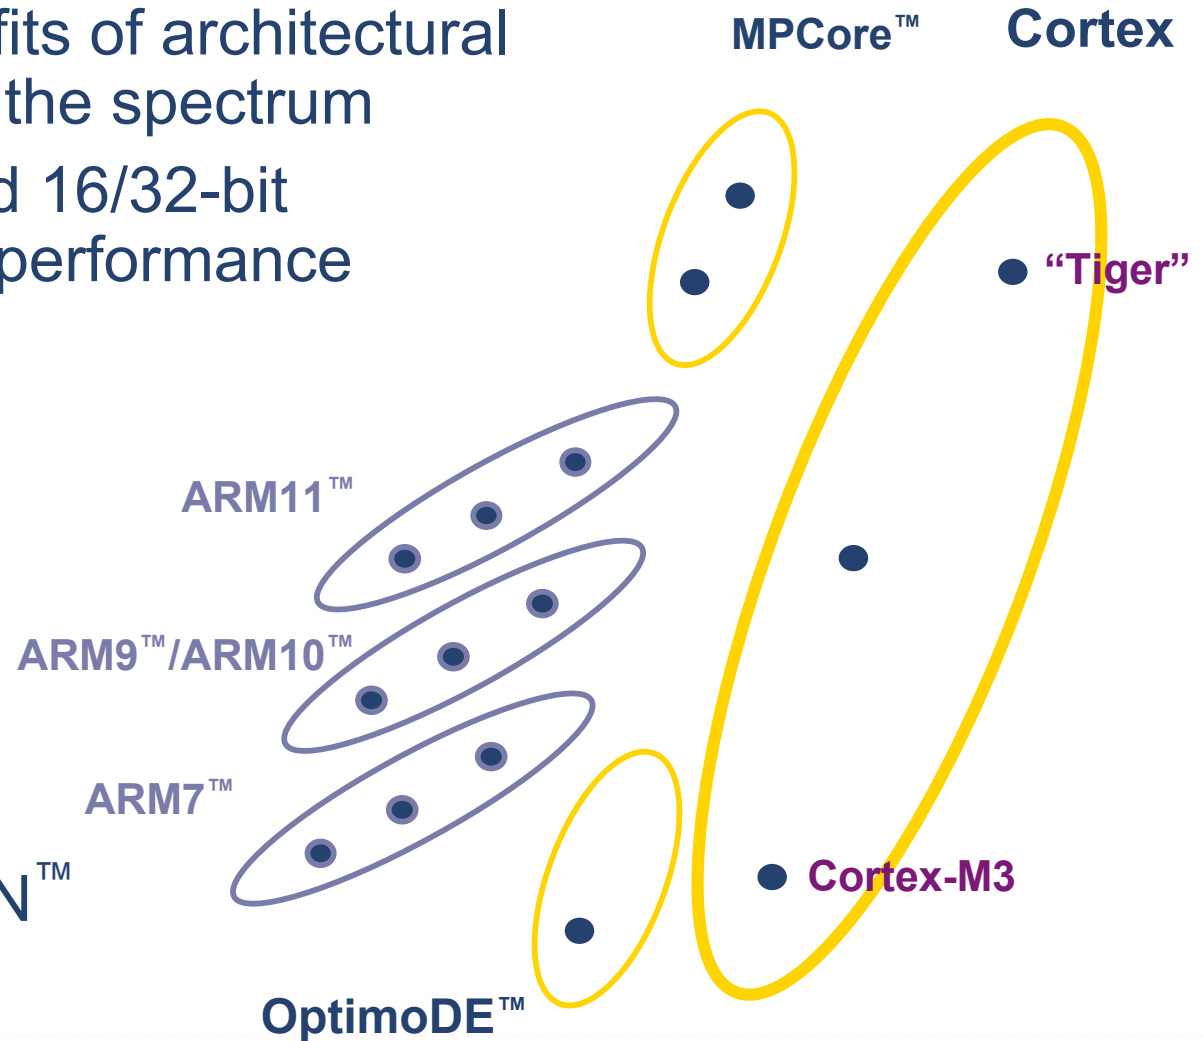 fits of architectural
the spectrum
d 16/32-bit
performance
MPCore™
Cortex
“Tiger”
ARM11™
ARM9™/ARM10™
ARM7™
N™
Cortex-M3
OptimoDE™